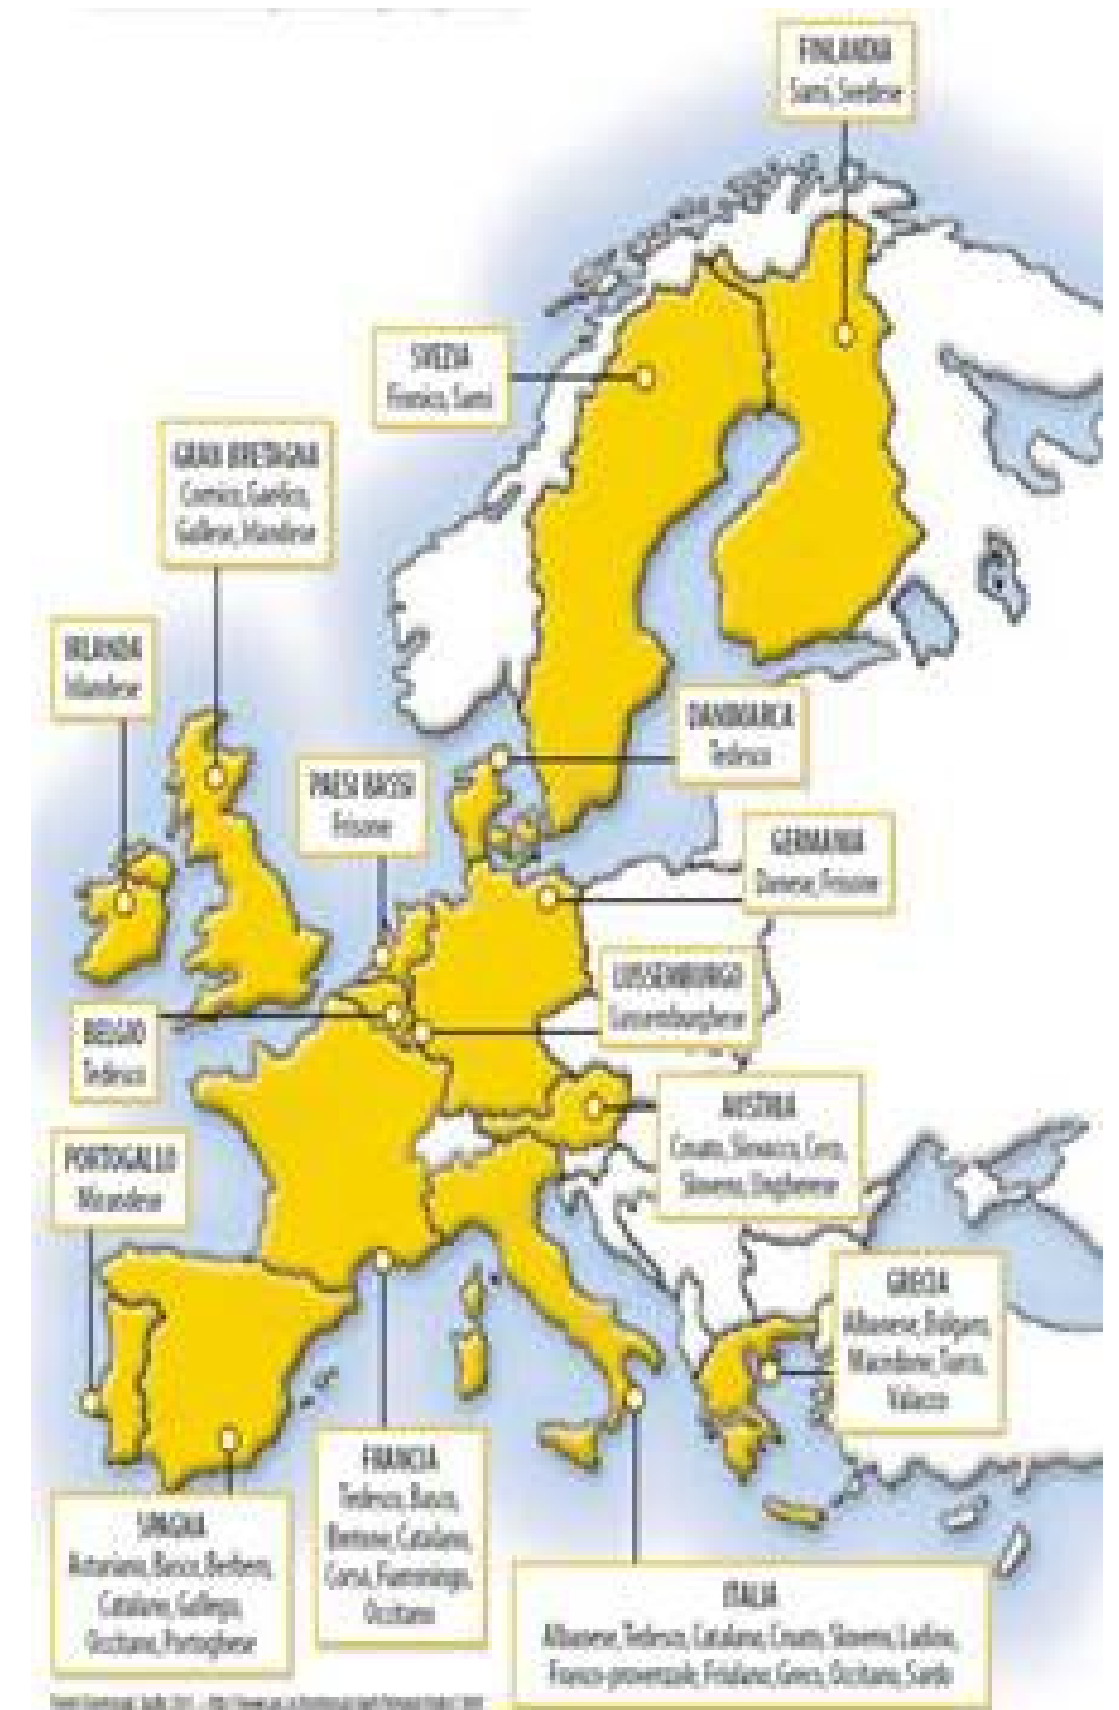 FINLANDIA
Sami, Svedese
SVEZIA
Finnico, Sami
GRAN BRETAGNA
Cornico, Gaelico,
Gallese, Irlandese
IRLANDA
Irlandese
DANIMARCA
Tedesco
PAESI BASSI
Frisone
GERMANIA
Danese, Frisone
LUSSEMBURGO
Lussemburghese
BELGIO
Tedesco
AUSTRIA
Croato, Slovacco, Ceco,
Sloveno, Ungherese
PORTOGALLO
Mirandese
GRECIA
Albanese, Bulgaro,
Macedone, Turco,
Valacco
FRANCIA
Tedesco, Basco,
Bretone, Catalano,
Corso, Fiammingo,
Occitano
SPAGNA
Asturiano, Basco, Berbero,
Catalano, Gallego,
Occitano, Portoghese
ITALIA
Albanese, Tedesco, Catalano, Croato, Sloveno, Ladino,
Franco-provenzale, Friulano, Greco, Occitano, Sardo